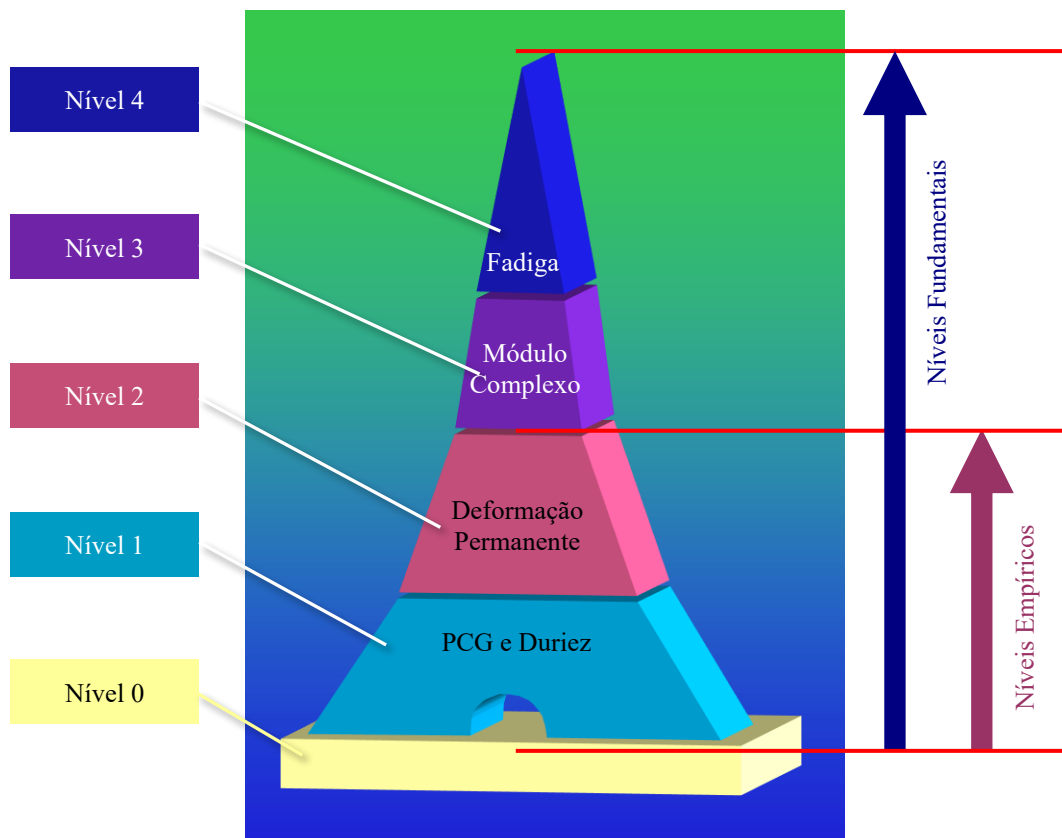 Nível 4
Nível 3
Nível 2
Nível 1
Nível 0
Fadiga
Módulo
Complexo
Deformação
Permanente
PCG e Duriez
Níveis Fundamentais
Níveis Empíricos